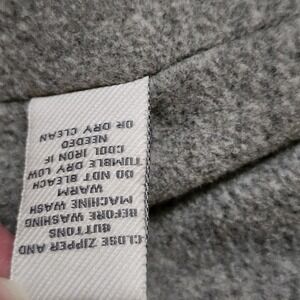 CLOSE ZIPPER AND
BUTTONS
BEFORE WASHING
MACHINE WASH
WARM
DO NOT BLEACH
TUMBLE DRY LOW
COOL IRON IF
NEEDED
OR DRY CLEAN